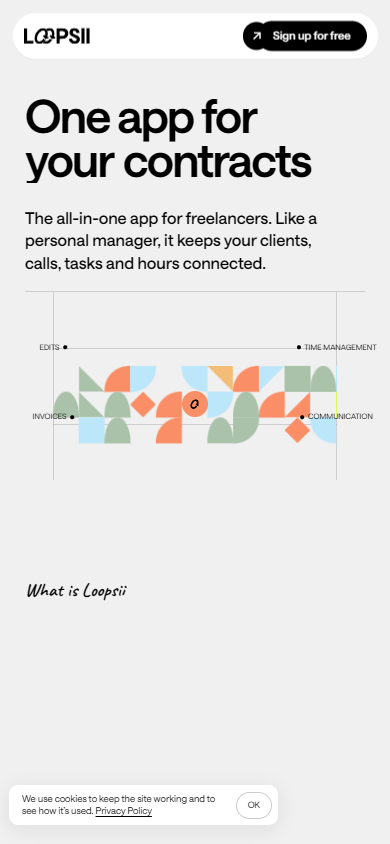 LOOPSII
Sign up for free
One app for
your contracts
The all-in-one app for freelancers. Like a
personal manager, it keeps your clients,
calls, tasks and hours connected.
EDITS
TIME MANAGEMENT
INVOICES
COMMUNICATION
What is Loopsii
We use cookies to keep the site working and to
see how it's used. Privacy Policy
OK